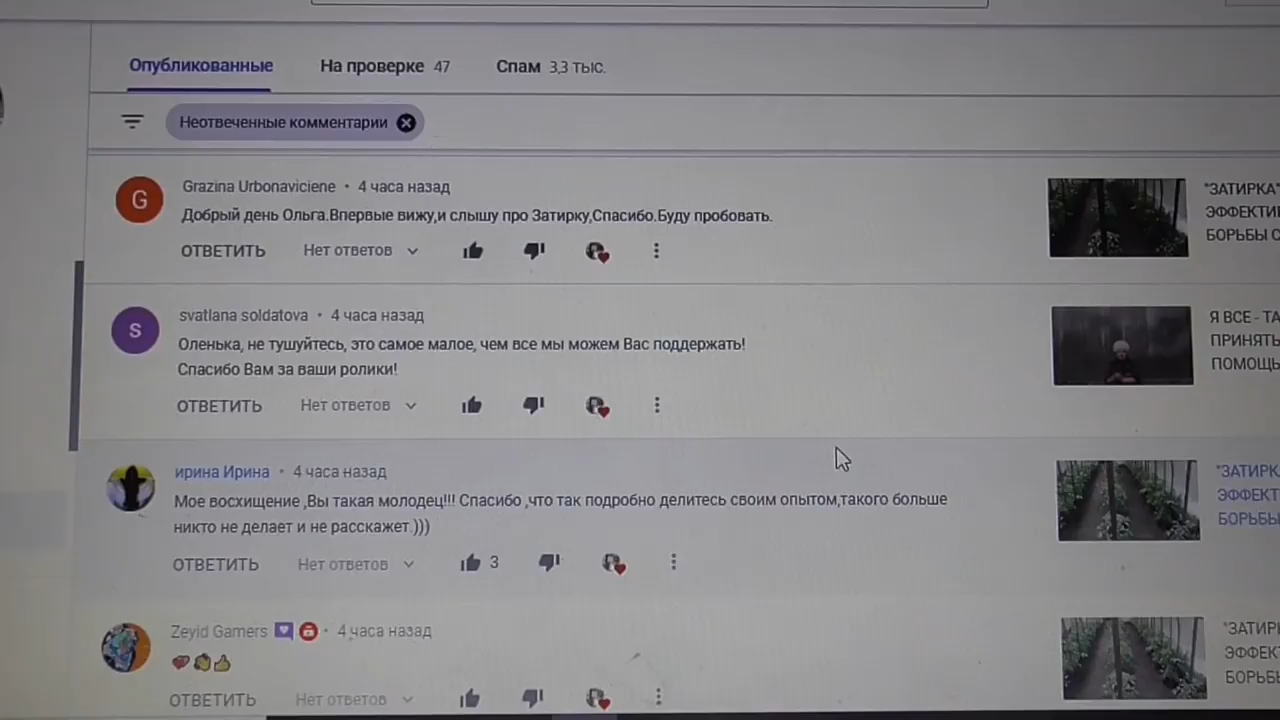 Опубликованные На проверке 47 Спам 3,3 тыс.
Неотвеченные комментарии
Grazina Urbonaviciene • 4 часа назад
Добрый день Ольга.Впервые вижу,и слышу про Затирку,Спасибо.Буду пробовать.
ОТВЕТИТЬ Нет ответов
"ЗАТИРКА"
ЭФФЕКТИ
БОРЬБЫ С
svatlana soldatova • 4 часа назад
Оленька, не тушуйтесь, это самое малое, чем все мы можем Вас поддержать!
Спасибо Вам за ваши ролики!
ОТВЕТИТЬ Нет ответов
Я ВСЕ - ТА
ПРИНЯТЬ
ПОМОЩЬ
ирина Ирина • 4 часа назад
Мое восхищение ,Вы такая молодец!!! Спасибо ,что так подробно делитесь своим опытом,такого больше
никто не делает и не расскажет.)))
ОТВЕТИТЬ Нет ответов 3
"ЗАТИРК
ЭФФЕКТ
БОРЬБЫ
Zeyid Gamers • 4 часа назад
ОТВЕТИТЬ Нет ответов
"ЗАТИРИ
ЭФФЕК
БОРЬБЫ